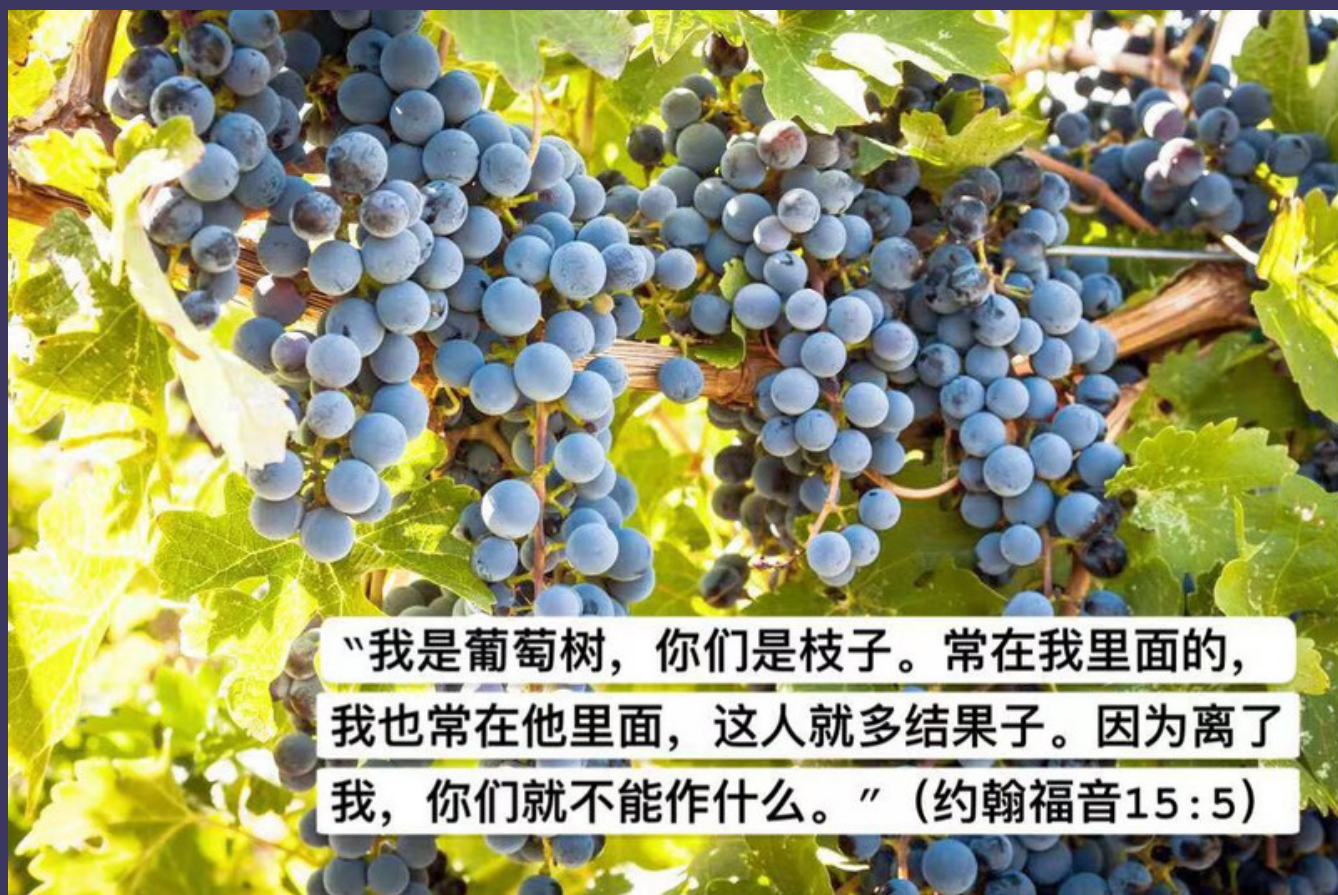 “我是葡萄树，你们是枝子。常在我里面的，
我也常在他里面，这人就多结果子。因为离了
我，你们就不能作什么。”（约翰福音15:5）